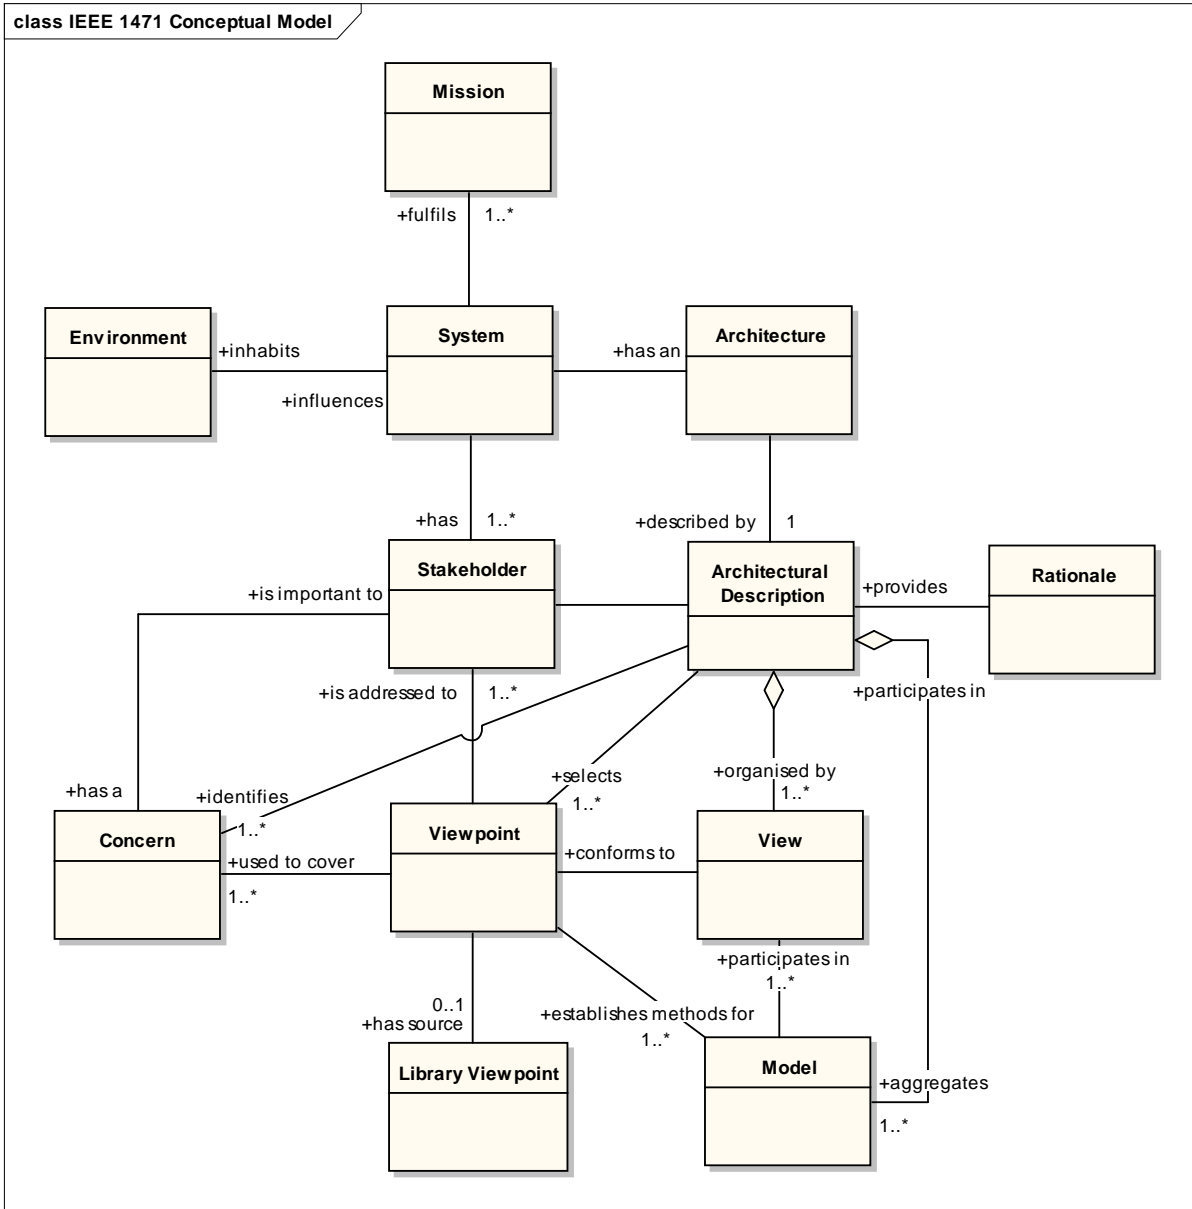 class IEEE 1471 Conceptual Model
Mission
+fulfils 1..*
Environment
System
Architecture
+inhabits
+has an
+influences
+has 1..*
+described by 1
Stakeholder
Architectural
Description
Rationale
+is important to
+provides
+is addressed to 1..*
+participates in
+has a
+identifies
1..*
+selects
1..*
+organised by
1..*
Concern
Viewpoint
View
+used to cover
1..*
+conforms to
+participates in
1..*
0..1
+has source
+establishes methods for
1..*
Library Viewpoint
Model
+aggregates
1..*